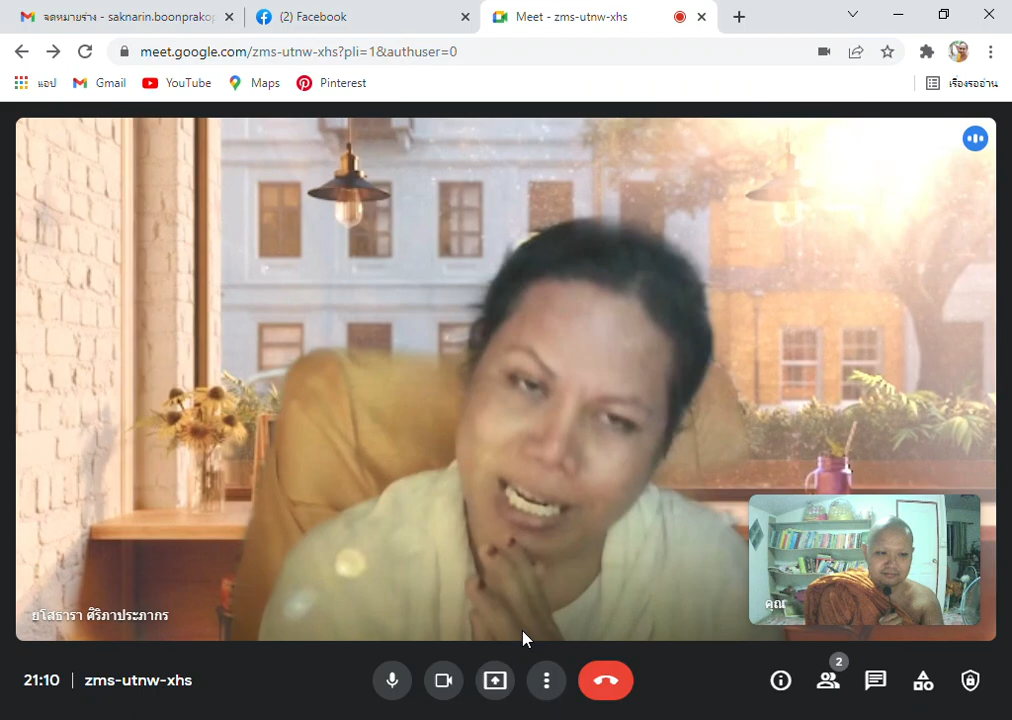 จดหมายร่าง - saknarin.boonprako
(2) Facebook
Meet - zms-utnw-xhs
meet.google.com/zms-utnw-xhs?pli=1&authuser=0
แอป
Gmail
YouTube
Maps
Pinterest
เรื่องรออ่าน
ยโสธารา ศิริภาประภากร
คุณ
21:10
zms-utnw-xhs
2